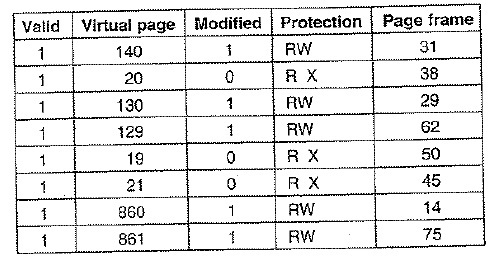 Valid Virtual page Modified Protection Page frame
1 140 1 RW 31
1 20 0 R X 38
1 130 1 RW 29
1 129 1 RW 62
1 19 0 R X 50
1 21 0 R X 45
1 860 1 RW 14
1 861 1 RW 75